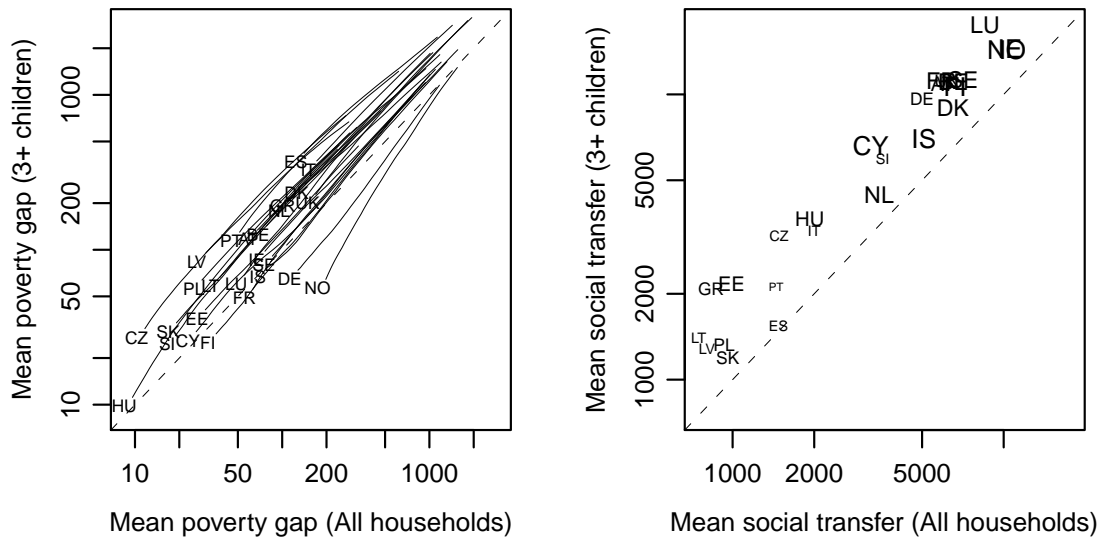 Mean poverty gap (3+ children)
1000
200
50
10
ES
IT
DK
UK
NL
PT
BE
LV
IE
SE
IS
DE
NO
PL
LT
LU
FR
EE
SK
SI
CZ
CY
FI
HU
10 50 200 1000
Mean poverty gap (All households)
Mean social transfer (3+ children)
5000
2000
1000
LU
NO
IE
SE
DE
DK
IS
CY
SI
NL
HU
IT
CZ
GR
EE
PT
ES
LT
LV
PL
SK
1000 2000 5000
Mean social transfer (All households)